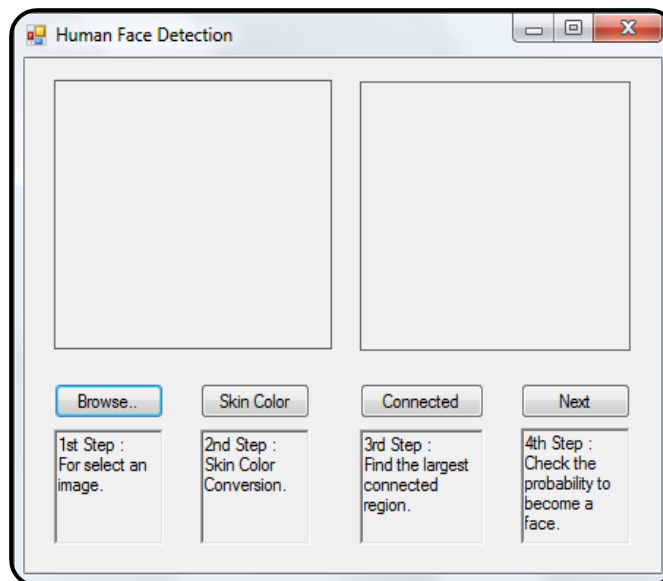 Human Face Detection
Browse..
Skin Color
Connected
Next
1st Step :
For select an
image.
2nd Step :
Skin Color
Conversion.
3rd Step :
Find the largest
connected
region.
4th Step :
Check the
probability to
become a
face.